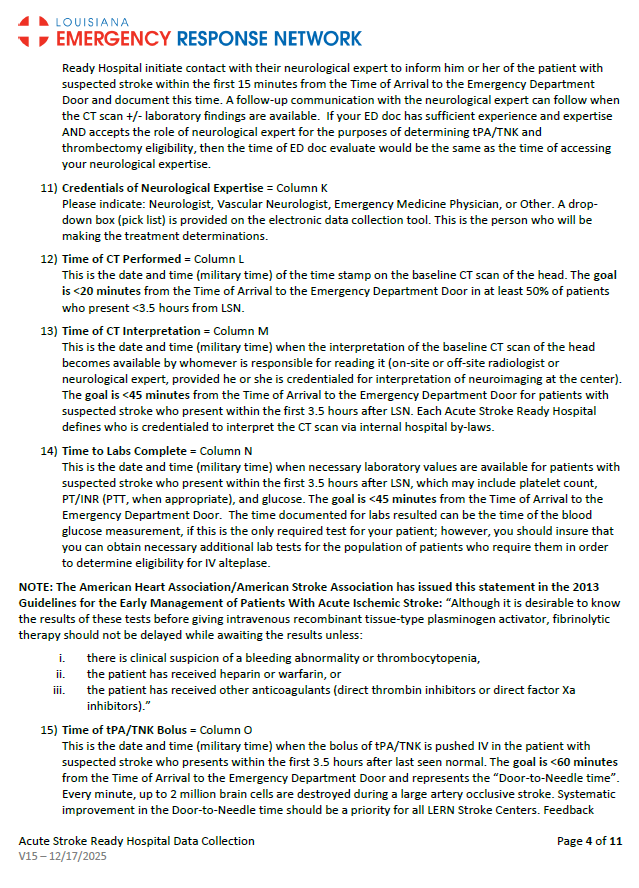 LOUISIANA
EMERGENCY RESPONSE NETWORK
Ready Hospital initiate contact with their neurological expert to inform him or her of the patient with
suspected stroke within the first 15 minutes from the Time of Arrival to the Emergency Department
Door and document this time. A follow-up communication with the neurological expert can follow when
the CT scan +/- laboratory findings are available.  If your ED doc has sufficient experience and expertise
AND accepts the role of neurological expert for the purposes of determining tPA/TNK and
thrombectomy eligibility, then the time of ED doc evaluate would be the same as the time of accessing
your neurological expertise.
11) Credentials of Neurological Expertise = Column K
Please indicate: Neurologist, Vascular Neurologist, Emergency Medicine Physician, or Other. A drop-
down box (pick list) is provided on the electronic data collection tool. This is the person who will be
making the treatment determinations.
12) Time of CT Performed = Column L
This is the date and time (military time) of the time stamp on the baseline CT scan of the head. The goal
is <20 minutes from the Time of Arrival to the Emergency Department Door in at least 50% of patients
who present <3.5 hours from LSN.
13) Time of CT Interpretation = Column M
This is the date and time (military time) when the interpretation of the baseline CT scan of the head
becomes available by whomever is responsible for reading it (on-site or off-site radiologist or
neurological expert, provided he or she is credentialed for interpretation of neuroimaging at the center).
The goal is <45 minutes from the Time of Arrival to the Emergency Department Door for patients with
suspected stroke who present within the first 3.5 hours after LSN. Each Acute Stroke Ready Hospital
defines who is credentialed to interpret the CT scan via internal hospital by-laws.
14) Time to Labs Complete = Column N
This is the date and time (military time) when necessary laboratory values are available for patients with
suspected stroke who present within the first 3.5 hours after LSN, which may include platelet count,
PT/INR (PTT, when appropriate), and glucose. The goal is <45 minutes from the Time of Arrival to the
Emergency Department Door.  The time documented for labs resulted can be the time of the blood
glucose measurement, if this is the only required test for your patient; however, you should insure that
you can obtain necessary additional lab tests for the population of patients who require them in order
to determine eligibility for IV alteplase.
NOTE: The American Heart Association/American Stroke Association has issued this statement in the 2013
Guidelines for the Early Management of Patients With Acute Ischemic Stroke: “Although it is desirable to know
the results of these tests before giving intravenous recombinant tissue-type plasminogen activator, fibrinolytic
therapy should not be delayed while awaiting the results unless:
i. there is clinical suspicion of a bleeding abnormality or thrombocytopenia,
ii. the patient has received heparin or warfarin, or
iii. the patient has received other anticoagulants (direct thrombin inhibitors or direct factor Xa
inhibitors).”
15) Time of tPA/TNK Bolus = Column O
This is the date and time (military time) when the bolus of tPA/TNK is pushed IV in the patient with
suspected stroke who presents within the first 3.5 hours after last seen normal. The goal is <60 minutes
from the Time of Arrival to the Emergency Department Door and represents the “Door-to-Needle time”.
Every minute, up to 2 million brain cells are destroyed during a large artery occlusive stroke. Systematic
improvement in the Door-to-Needle time should be a priority for all LERN Stroke Centers. Feedback
Acute Stroke Ready Hospital Data Collection Page 4 of 11
V15 – 12/17/2025